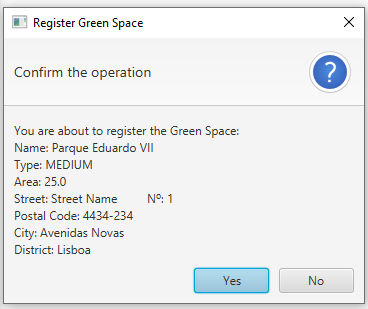 Register Green Space
Confirm the operation
?
You are about to register the Green Space:
Name: Parque Eduardo VII
Type: MEDIUM
Area: 25.0
Street: Street Name Nº: 1
Postal Code: 4434-234
City: Avenidas Novas
District: Lisboa
Yes No